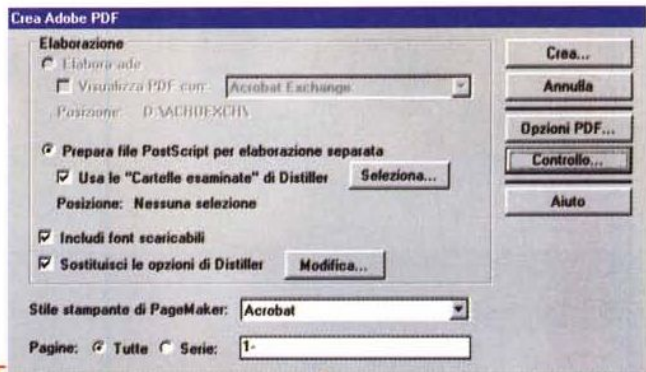 Crea Adobe PDF
Elaborazione
Elabora ade
Visualizza PDF con: Acrobat Exchange
Posizione: D:\ACROEXCH\
Prepara file PostScript per elaborazione separata
Usa le "Cartelle esaminate" di Distiller Seleziona...
Posizione: Nessuna selezione
Includi font scaricabili
Sostituisci le opzioni di Distiller Modifica...
Stile stampante di PageMaker: Acrobat
Pagine: Tutte Serie: 1-
Crea...
Annulla
Opzioni PDF...
Controllo...
Aiuto